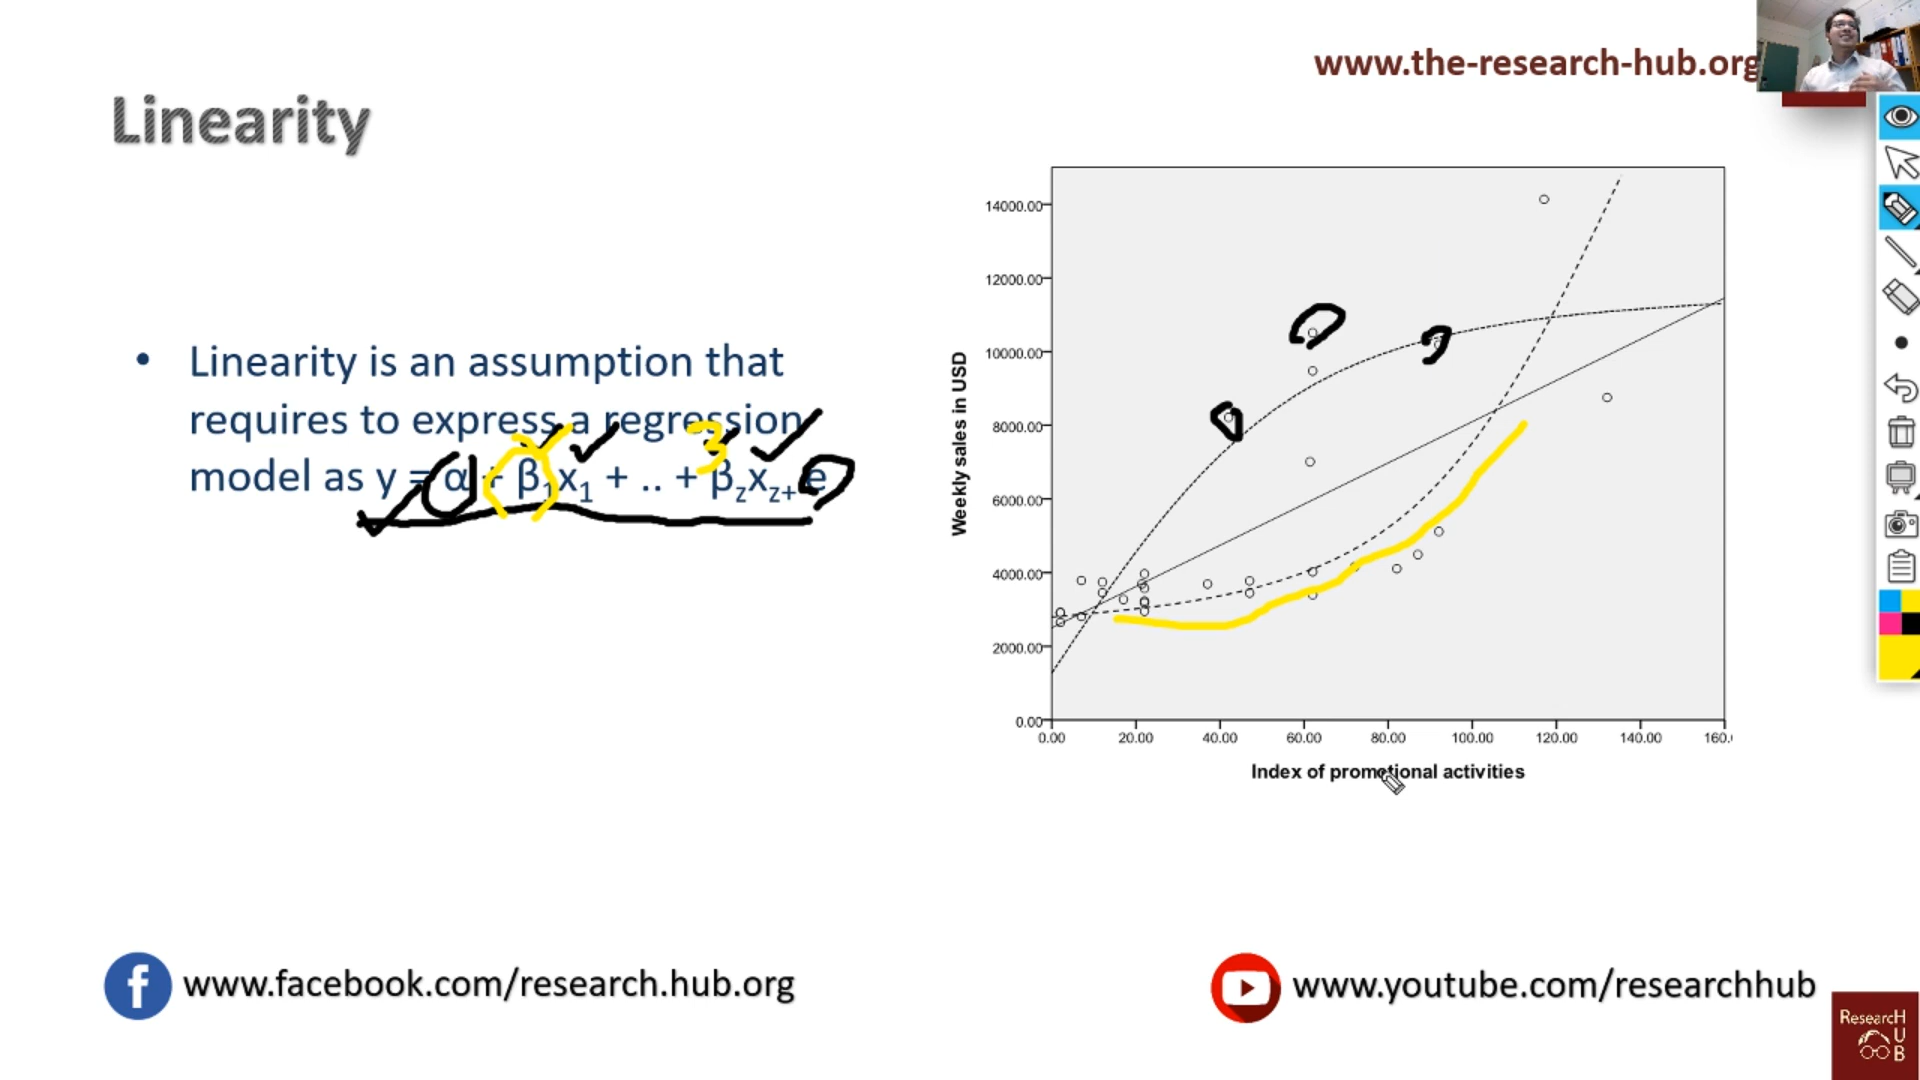 www.the-research-hub.org
Linearity
• Linearity is an assumption that
requires to express a regression
model as y = α + β₁x₁ + .. + βzxz+ e
3
14000.00
12000.00
10000.00
8000.00
6000.00
4000.00
2000.00
0.00
Weekly sales in USD
0.00 20.00 40.00 60.00 80.00 100.00 120.00 140.00 160.
Index of promotional activities
www.facebook.com/research.hub.org
www.youtube.com/researchhub
ResearcH
U
B